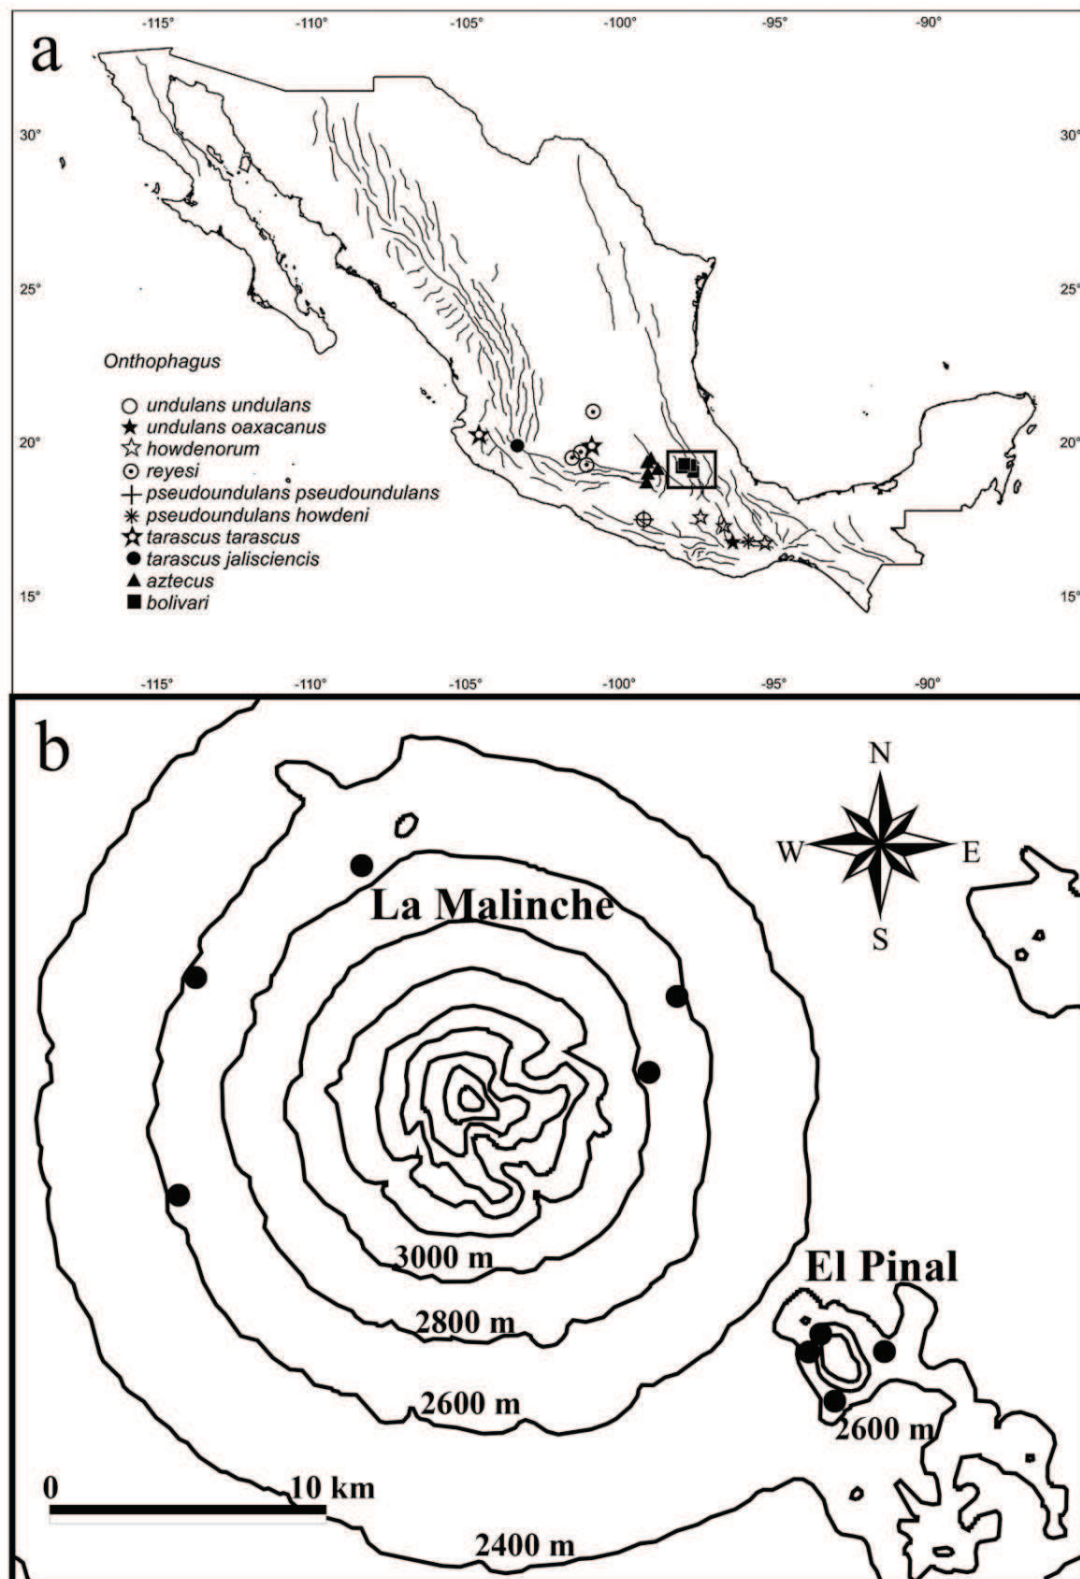 -115° -110° -105° -100° -95° -90°
a
30° 30°
25° 25°
Onthophagus
undulans undulans
undulans oaxacanus
howdenorum
20° 20°
reyesi
pseudoundulans pseudoundulans
pseudoundulans howdeni
tarascus tarascus
tarascus jalisciencis
aztecus
15° 15°
bolivari
-115° -110° -105° -100° -95° -90°
b
N
W E
S
La Malinche
3000 m
El Pinal
2800 m
2600 m
2600 m
0 10 km
2400 m